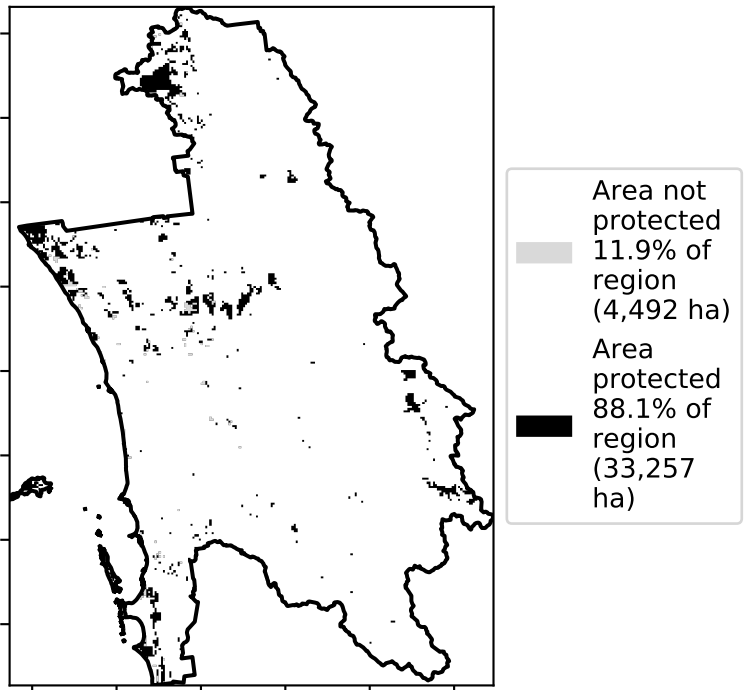 Area not
protected
11.9% of
region
(4,492 ha)
Area
protected
88.1% of
region
(33,257
ha)